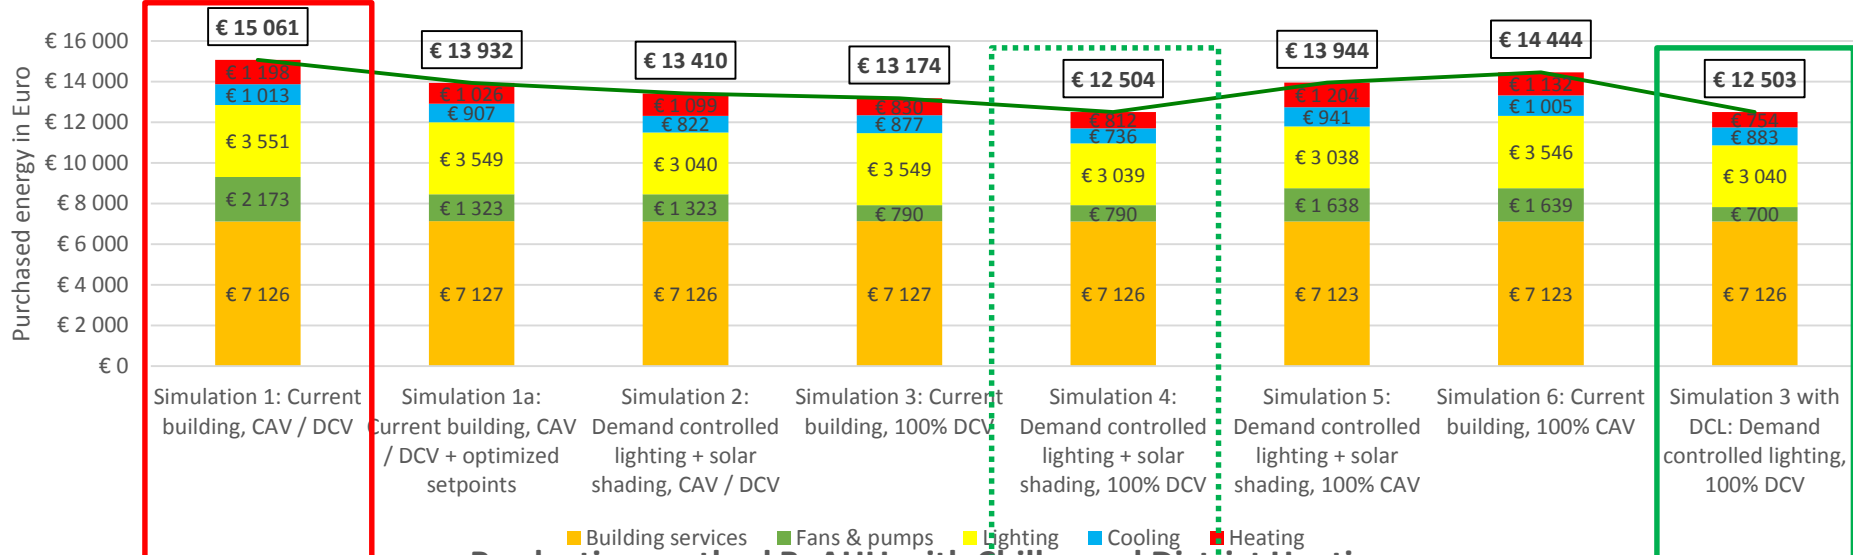 € 15 061
€ 13 932
€ 13 410
€ 13 174
€ 12 504
€ 13 944
€ 14 444
€ 12 503
Purchased energy in Euro
€ 16 000
€ 14 000
€ 12 000
€ 10 000
€ 8 000
€ 6 000
€ 4 000
€ 2 000
€ 0
€ 1 198
€ 1 013
€ 3 551
€ 2 173
€ 7 126
€ 1 026
€ 907
€ 3 549
€ 1 323
€ 7 127
€ 1 099
€ 822
€ 3 040
€ 1 323
€ 7 126
€ 830
€ 877
€ 3 549
€ 790
€ 7 127
€ 812
€ 736
€ 3 039
€ 790
€ 7 126
€ 1 204
€ 941
€ 3 038
€ 1 638
€ 7 123
€ 1 132
€ 1 005
€ 3 546
€ 1 639
€ 7 123
€ 754
€ 883
€ 3 040
€ 700
€ 7 126
Simulation 1: Current
building, CAV / DCV
Simulation 1a:
Current building, CAV
/ DCV + optimized
setpoints
Simulation 2:
Demand controlled
lighting + solar
shading, CAV / DCV
Simulation 3: Current
building, 100% DCV
Simulation 4:
Demand controlled
lighting + solar
shading, 100% DCV
Simulation 5:
Demand controlled
lighting + solar
shading, 100% CAV
Simulation 6: Current
building, 100% CAV
Simulation 3 with
DCL: Demand
controlled lighting,
100% DCV
Building services
Fans & pumps
Lighting
Cooling
Heating